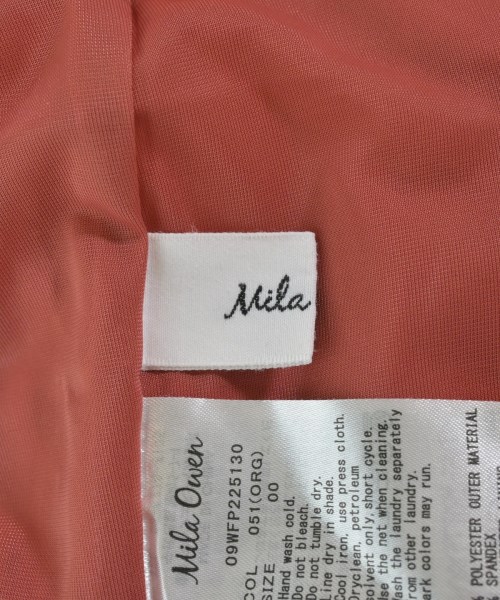 Mila
Mila Owen
09WFP225130
COL 051(ORG)
SIZE 00
Hand wash cold.
Do not bleach.
Do not tumble dry.
Line dry in shade.
Cool iron, use press cloth.
Dryclean, petroleum
solvent only, short cycle.
Use the net when cleaning,
Wash the laundry separately
from other laundry.
Dark colors may run.
% POLYESTER OUTER MATERIAL
% SPANDEX